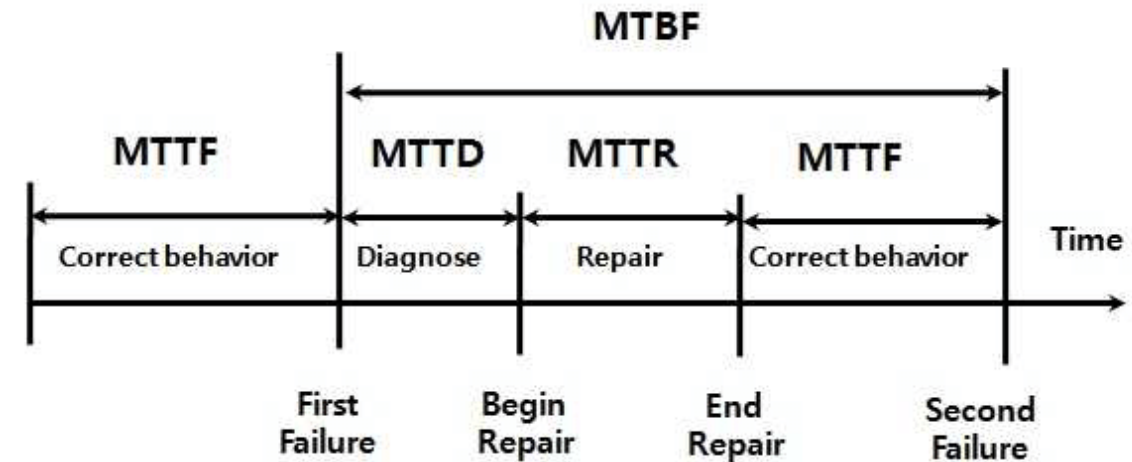 MTBF
MTTF
MTTD
MTTR
MTTF
Correct behavior
Diagnose
Repair
Correct behavior
Time
First
Failure
Begin
Repair
End
Repair
Second
Failure